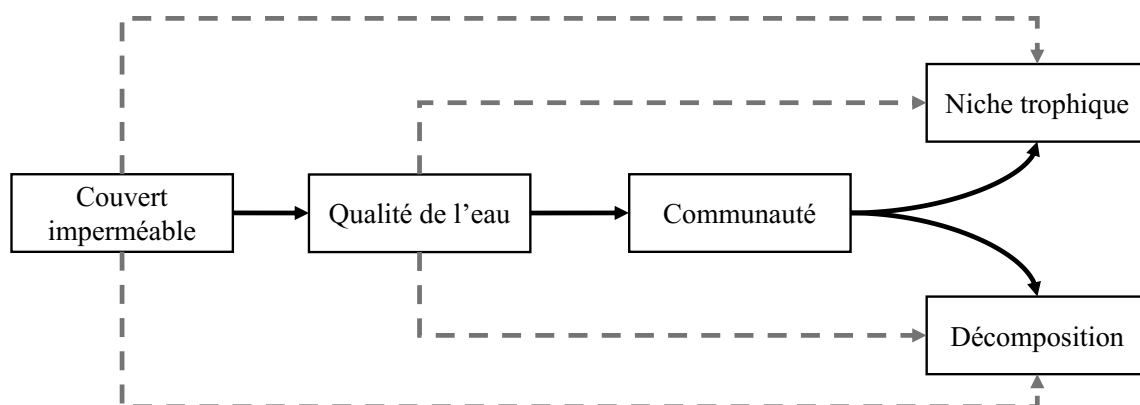 Niche trophique
Couvert
imperméable
Qualité de l’eau
Communauté
Décomposition